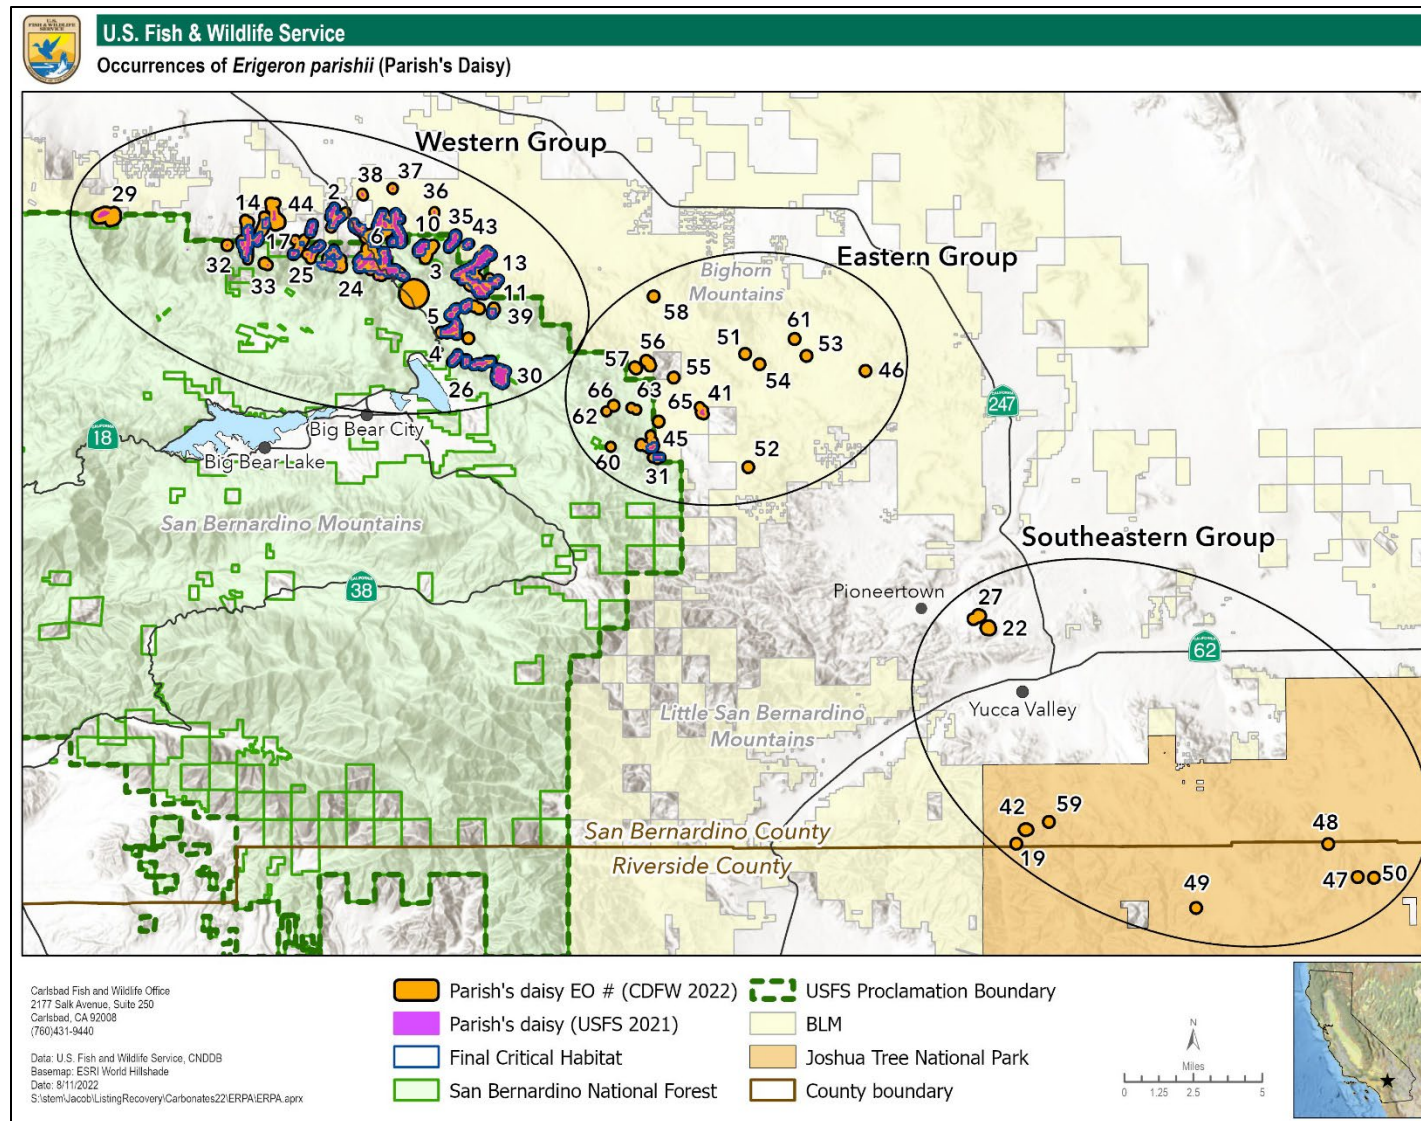 U.S.
FISH & WILDLIFE
SERVICE
U.S. Fish & Wildlife Service
Occurrences of Erigeron parishii (Parish's Daisy)
Western Group
29
38
37
36
14
44
2
10
35
43
17
6
32
33
25
24
3
13
11
5
39
4
26
30
Eastern Group
Bighorn
Mountains
58
51
61
53
56
57
55
54
46
66
63
65
41
62
45
60
31
52
CALIFORNIA
247
CALIFORNIA
18
Big Bear City
Big Bear Lake
San Bernardino Mountains
CALIFORNIA
38
Southeastern Group
Pioneertown
27
22
CALIFORNIA
62
Yucca Valley
Little San Bernardino
Mountains
42
59
19
48
San Bernardino County
Riverside County
49
47
50
1
Carlsbad Fish and Wildlife Office
2177 Salk Avenue, Suite 250
Carlsbad, CA 92008
(760)431-9440
Data: U.S. Fish and Wildlife Service, CNDDB
Basemap: ESRI World Hillshade
Date: 8/11/2022
S:\stem\Jacob\ListingRecovery\Carbonates22\ERPA\ERPA.aprx
Parish's daisy EO # (CDFW 2022)
Parish's daisy (USFS 2021)
Final Critical Habitat
San Bernardino National Forest
USFS Proclamation Boundary
BLM
Joshua Tree National Park
County boundary
N
Miles
0 1.25 2.5 5